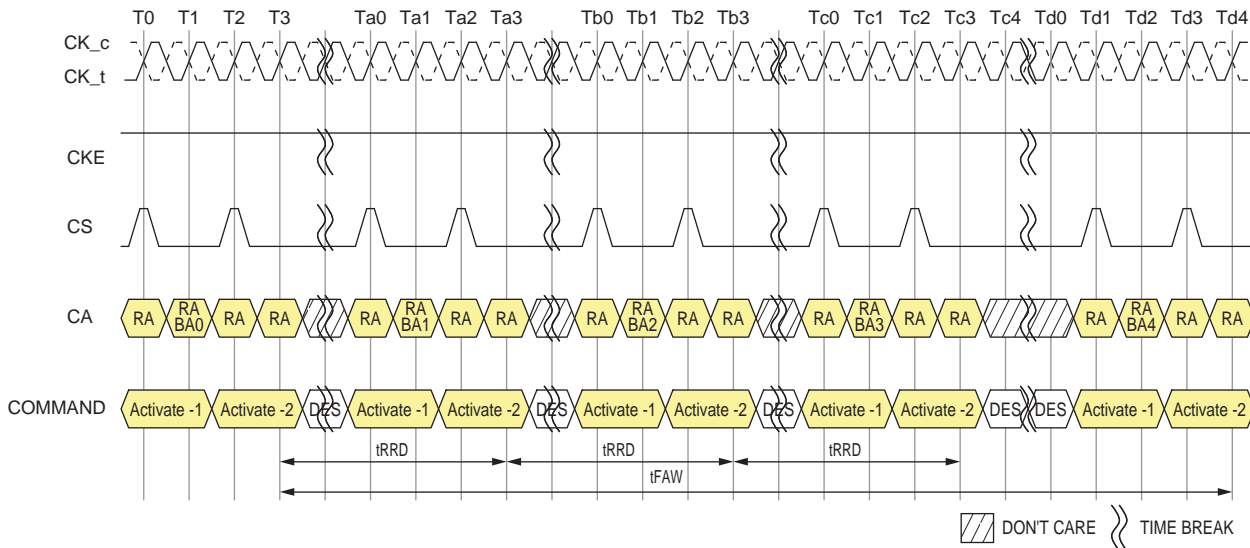 T0 T1 T2 T3 Ta0 Ta1 Ta2 Ta3 Tb0 Tb1 Tb2 Tb3 Tc0 Tc1 Tc2 Tc3 Tc4 Td0 Td1 Td2 Td3 Td4
CK_c
CK_t
CKE
CS
CA RA RA BA0 RA RA RA RA BA1 RA RA RA RA BA2 RA RA RA RA BA3 RA RA RA RA BA4 RA RA
COMMAND Activate -1 Activate -2 DES Activate -1 Activate -2 DES Activate -1 Activate -2 DES Activate -1 Activate -2 DES DES Activate -1 Activate -2
tRRD tRRD tRRD
tFAW
DON'T CARE TIME BREAK